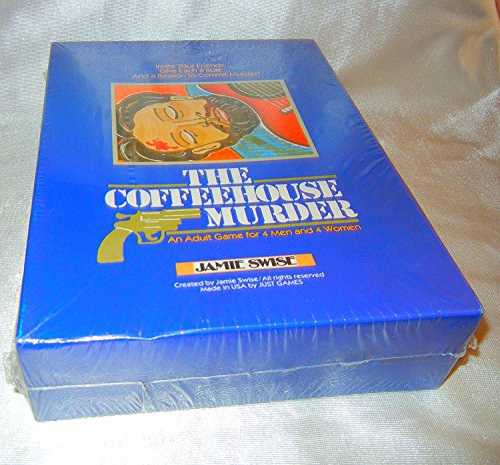 Invite Your Friends,
Give Each a Role
And a Reason to Commit Murder!
THE
COFFEEHOUSE
MURDER
An Adult Game for 4 Men and 4 Women
JAMIE SWISE
Created by Jamie Swise/All rights reserved
Made in USA by JUST GAMES